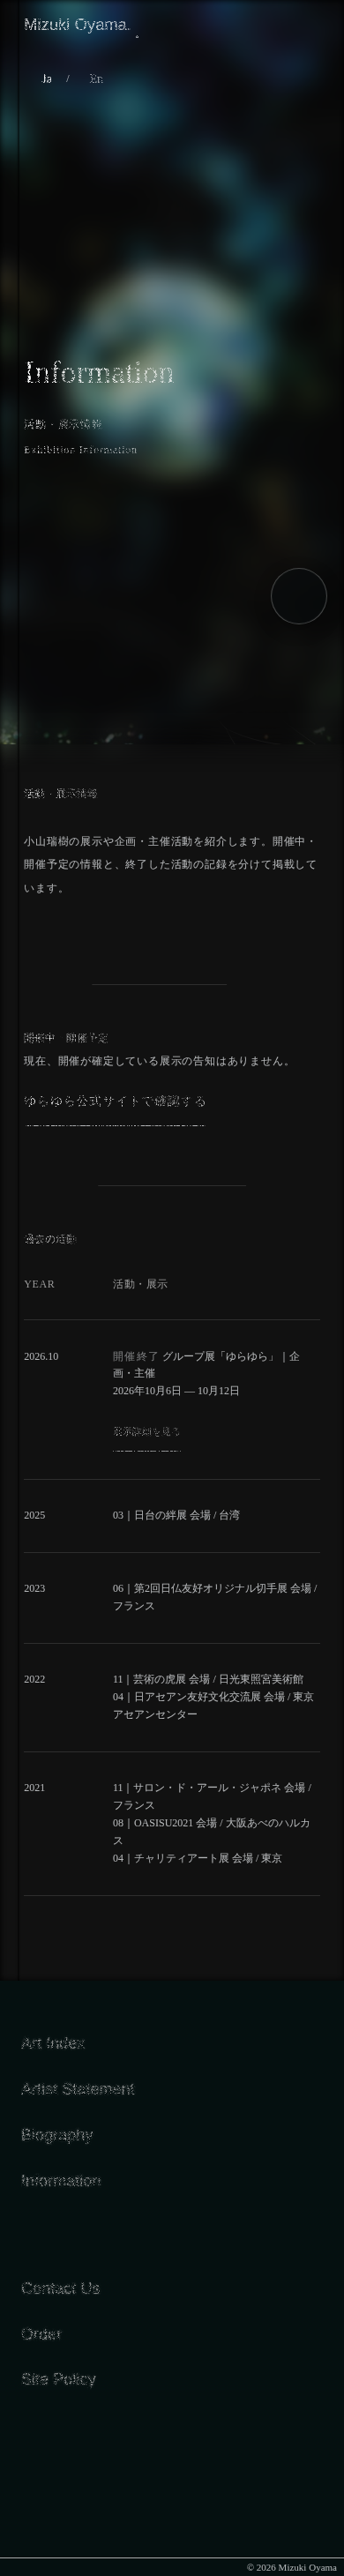 Mizuki Oyama.
Ja / En
Information
活動・展示情報
Exhibition Information
活動・展示情報
小山瑞樹の展示や企画・主催活動を紹介します。開催中・
開催予定の情報と、終了した活動の記録を分けて掲載して
います。
開催中・開催予定
現在、開催が確定している展示の告知はありません。
ゆらゆら公式サイトで確認する
過去の活動
YEAR 活動・展示
2026.10 開催終了 グループ展「ゆらゆら」｜企
画・主催
2026年10月6日 — 10月12日
展示詳細を見る
2025 03｜日台の絆展 会場 / 台湾
2023 06｜第2回日仏友好オリジナル切手展 会場 /
フランス
2022 11｜芸術の虎展 会場 / 日光東照宮美術館
04｜日アセアン友好文化交流展 会場 / 東京
アセアンセンター
2021 11｜サロン・ド・アール・ジャポネ 会場 /
フランス
08｜OASISU2021 会場 / 大阪あべのハルカ
ス
04｜チャリティアート展 会場 / 東京
Art Index
Artist Statement
Biography
Information
Contact Us
Order
Site Policy
© 2026 Mizuki Oyama